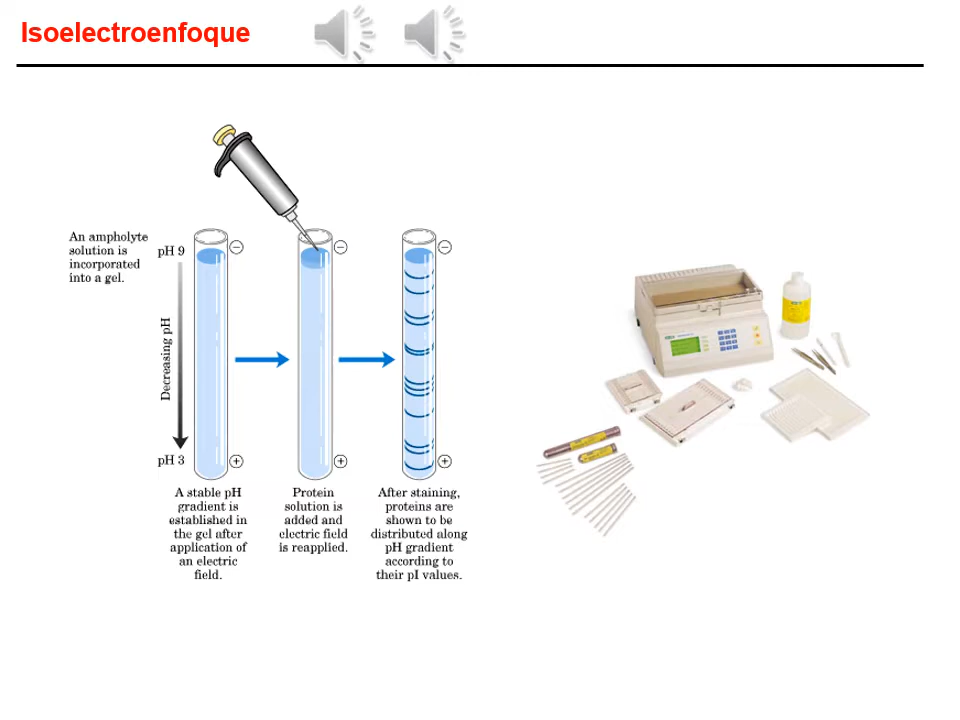 Isoelectroenfoque
An ampholyte
solution is
incorporated
into a gel.
pH 9
Decreasing pH
pH 3
−
+
−
+
−
+
A stable pH
gradient is
established in
the gel after
application of
an electric
field.
Protein
solution is
added and
electric field
is reapplied.
After staining,
proteins are
shown to be
distributed along
pH gradient
according to
their pI values.